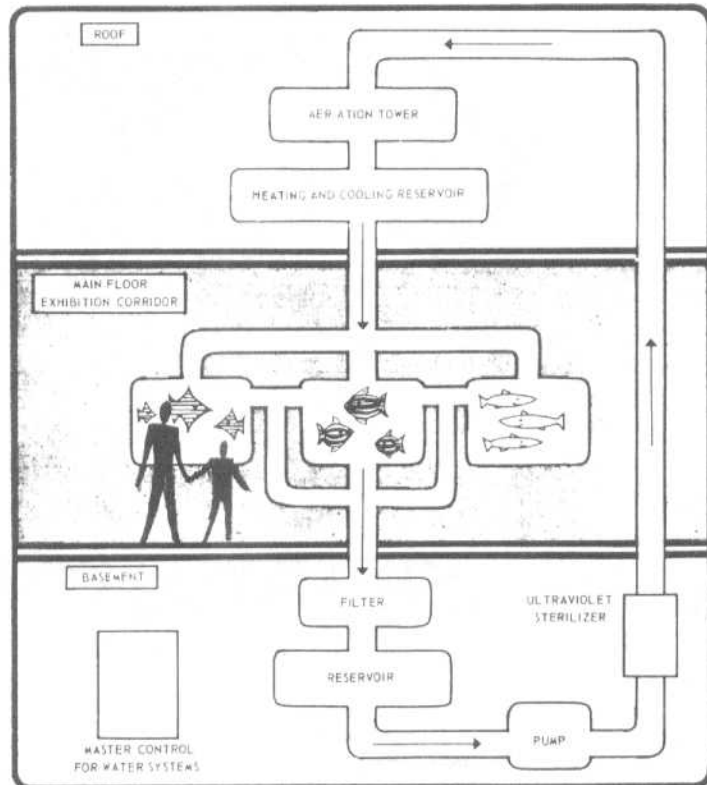 ROOF
AERATION TOWER
HEATING AND COOLING RESERVOIR
MAIN FLOOR
EXHIBITION CORRIDOR
BASEMENT
FILTER
ULTRAVIOLET
STERILIZER
RESERVOIR
PUMP
MASTER CONTROL
FOR WATER SYSTEMS